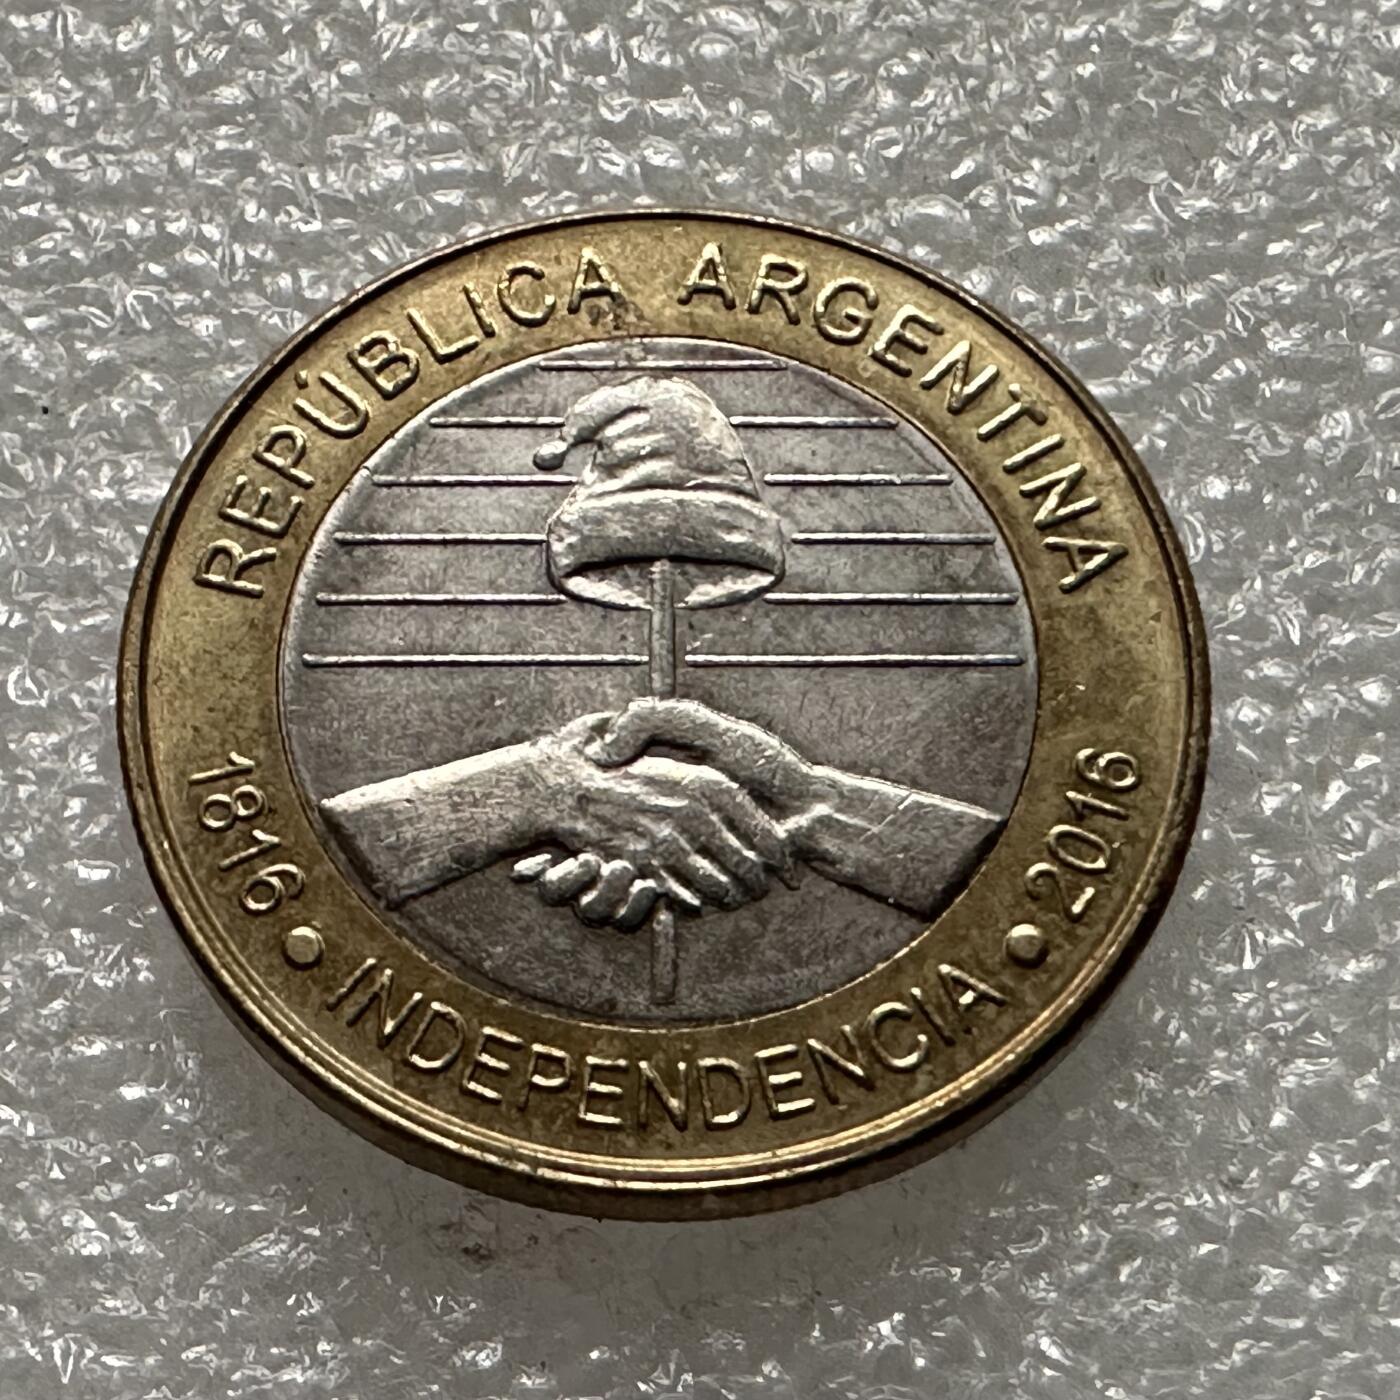 REPÚBLICA ARGENTINA
1816 • INDEPENDENCIA • 2016